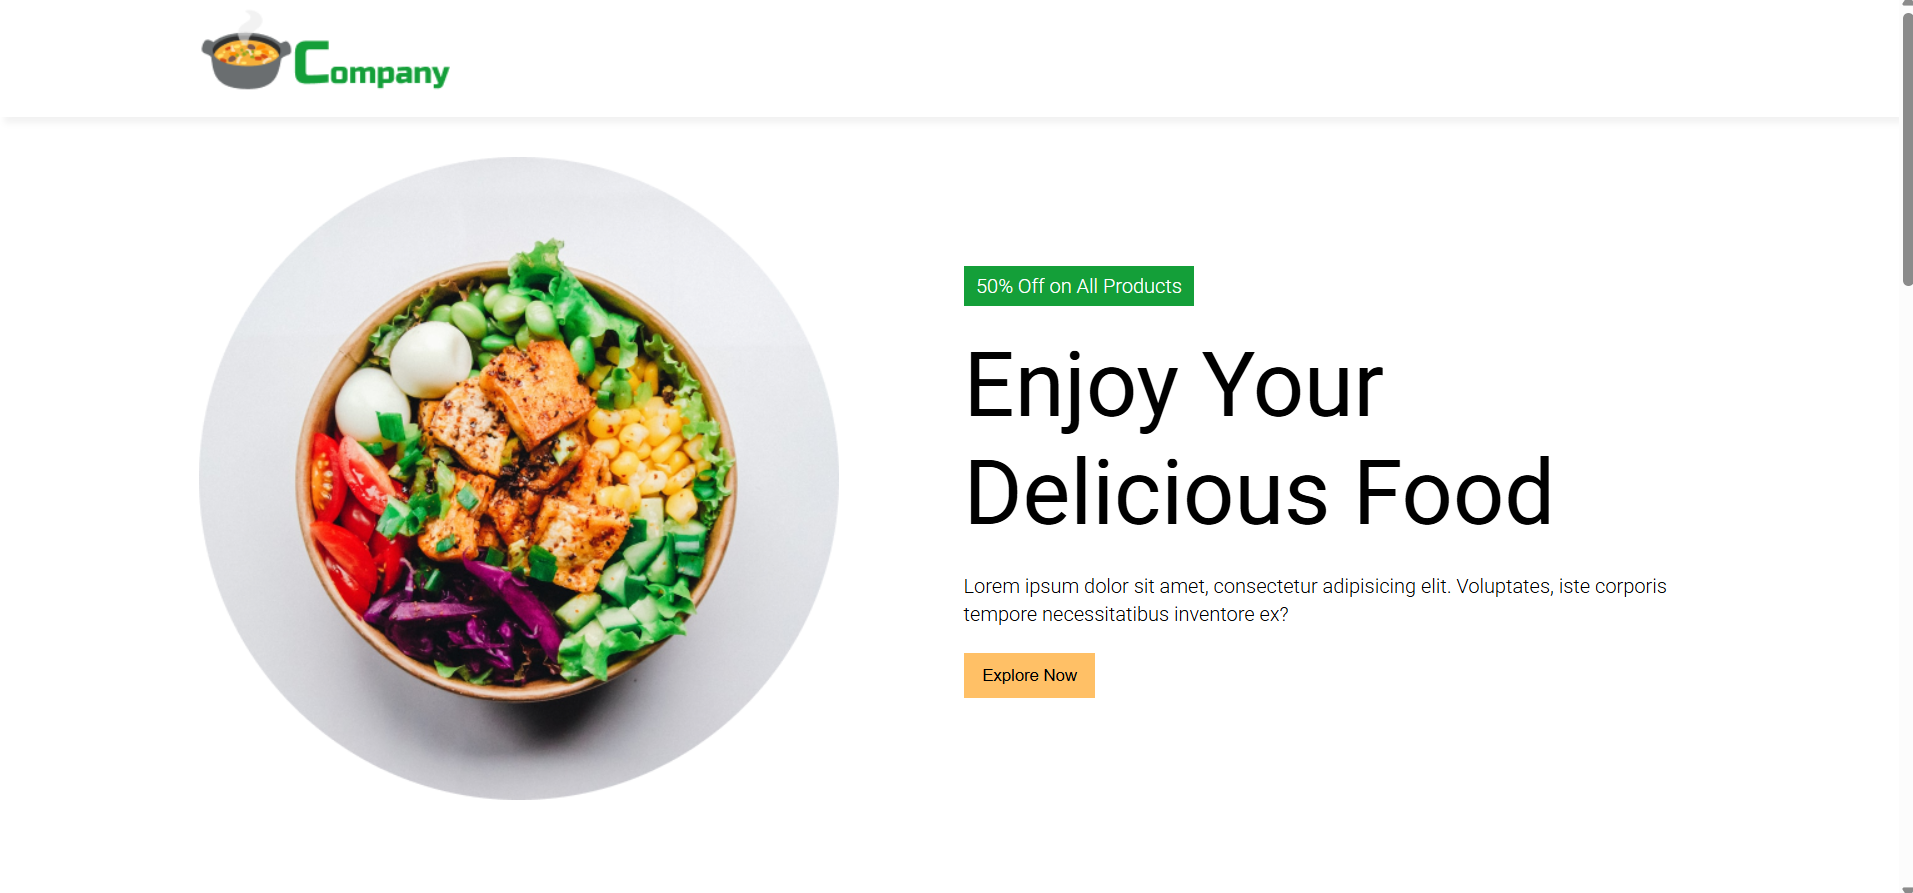 Company
50% Off on All Products
Enjoy Your
Delicious Food
Lorem ipsum dolor sit amet, consectetur adipisicing elit. Voluptates, iste corporis
tempore necessitatibus inventore ex?
Explore Now